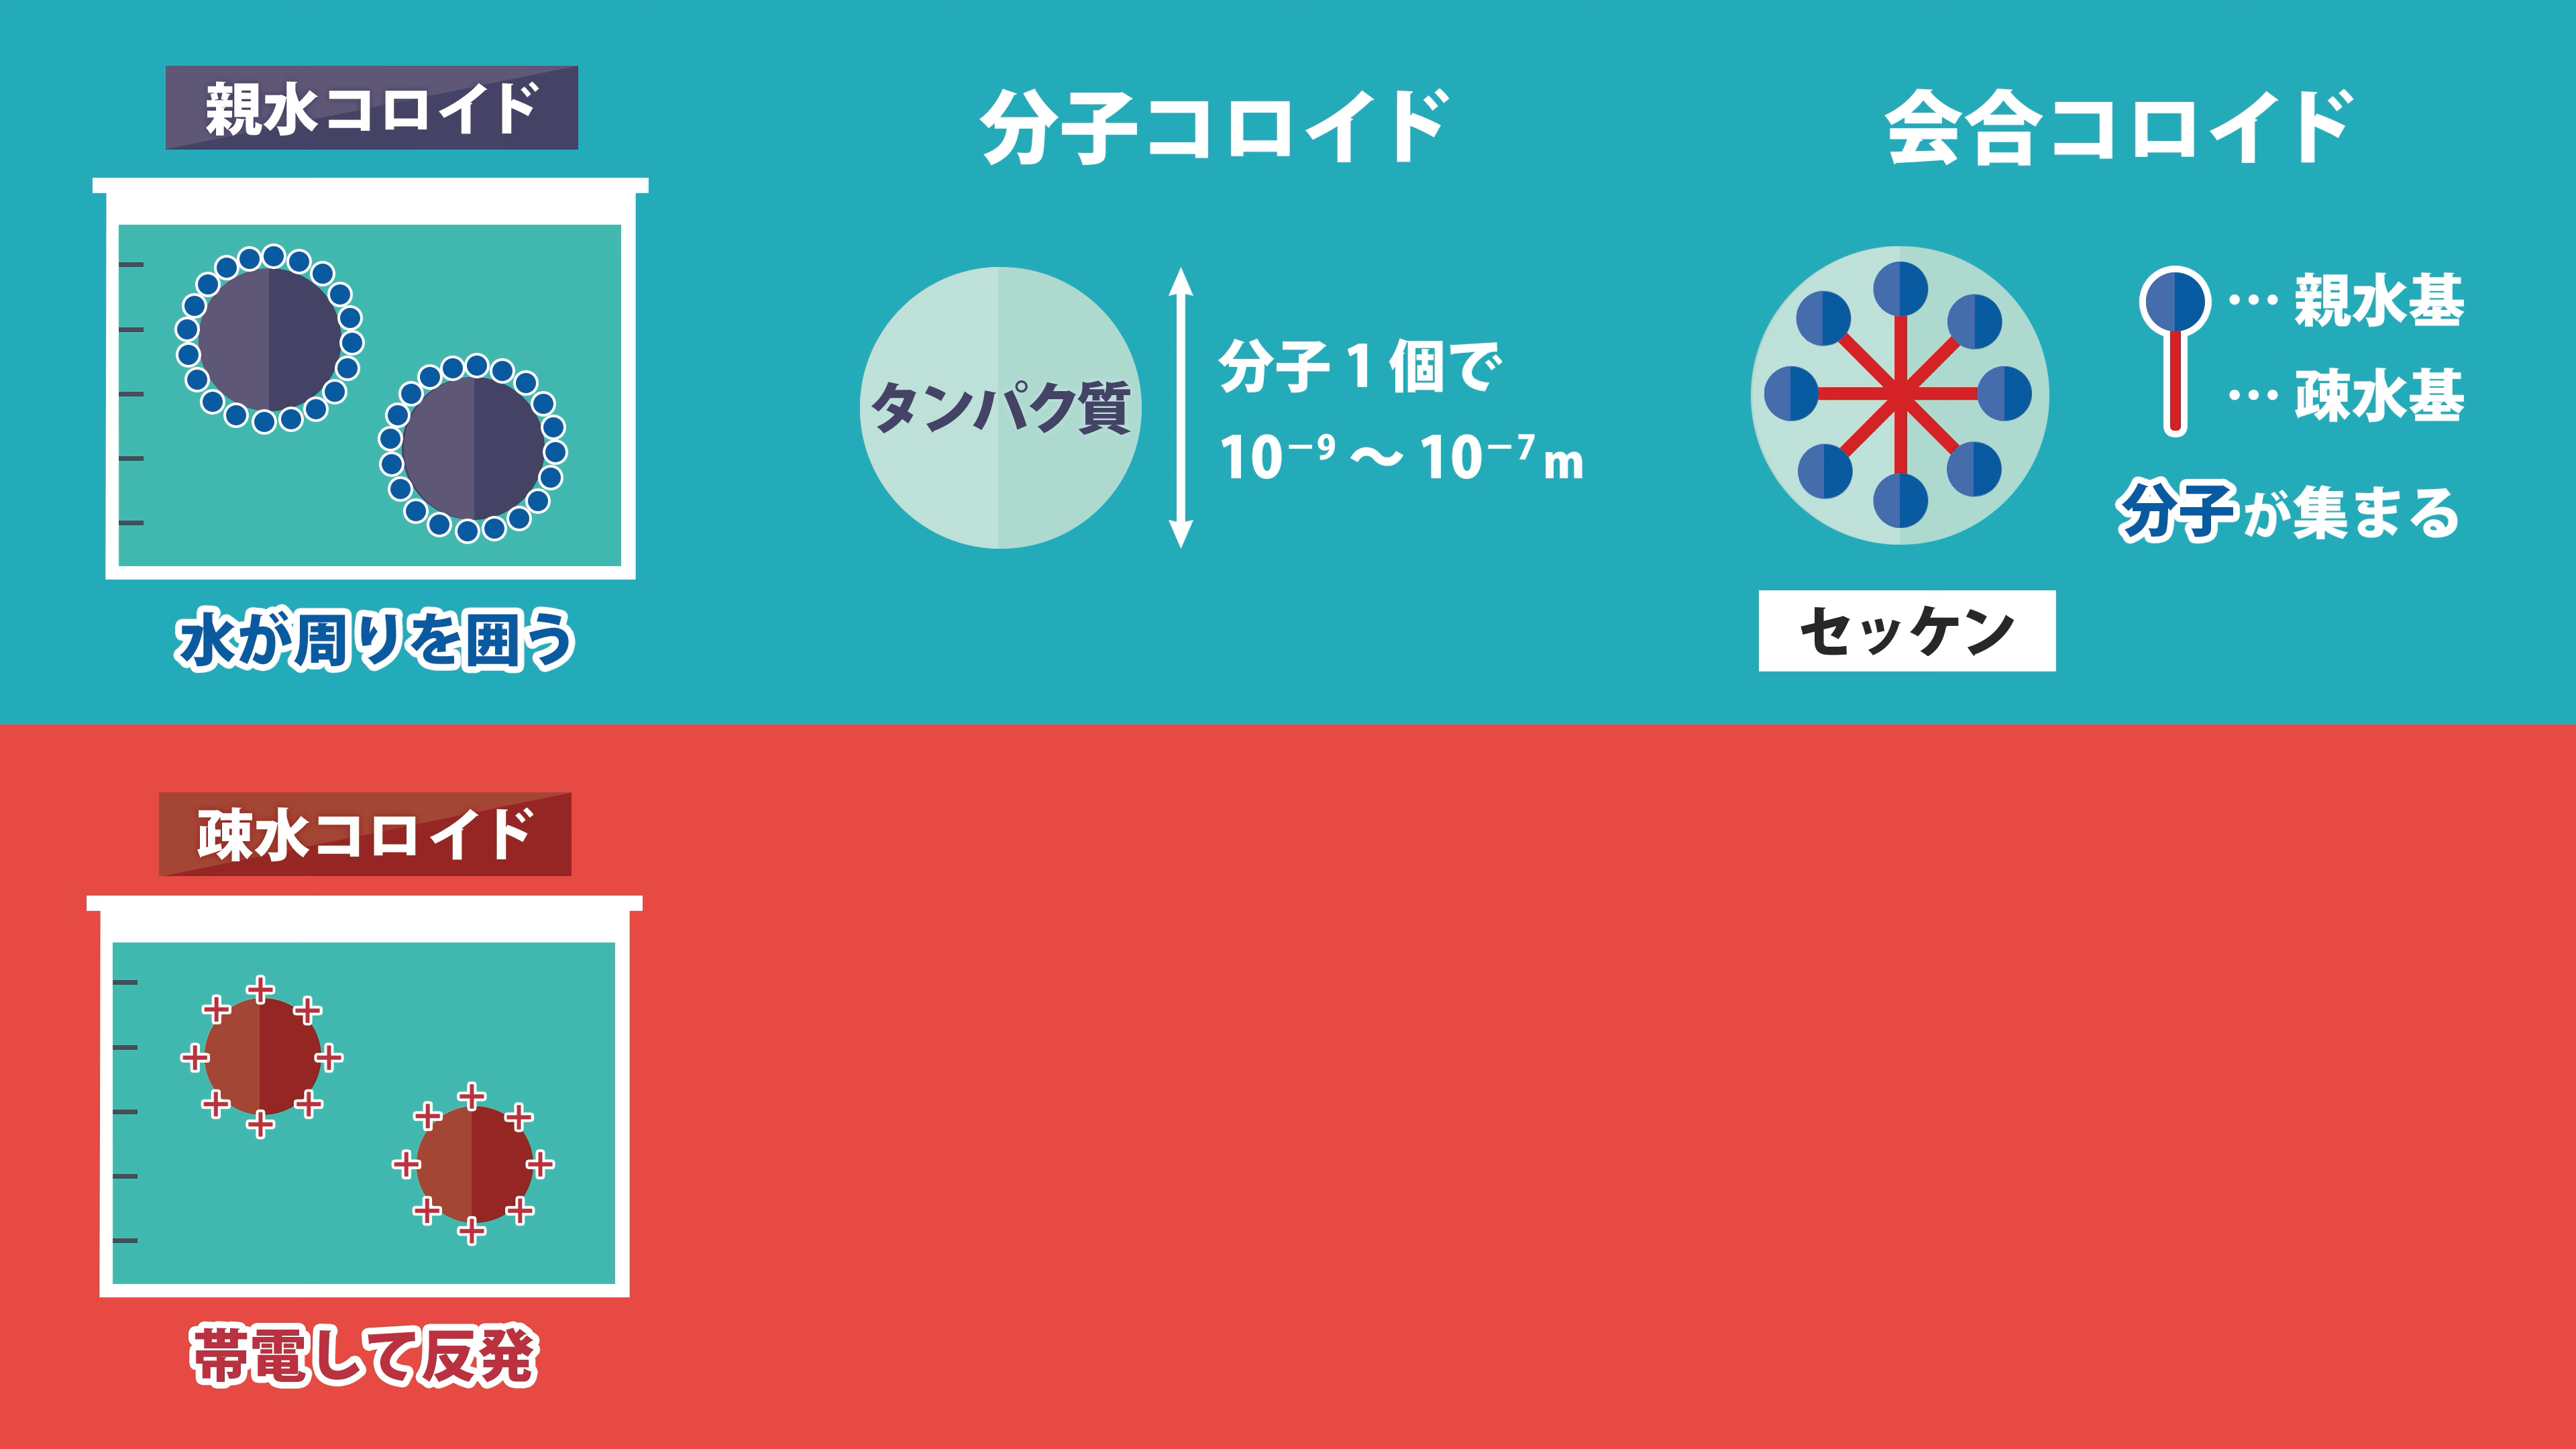 親水コロイド
水が周りを囲う
分子コロイド
タンパク質
分子1個で
10⁻⁹ ～ 10⁻⁷m
会合コロイド
… 親水基
… 疎水基
分子が集まる
セッケン
疎水コロイド
+ + + + + + + +
+ + + + + + + +
帯電して反発